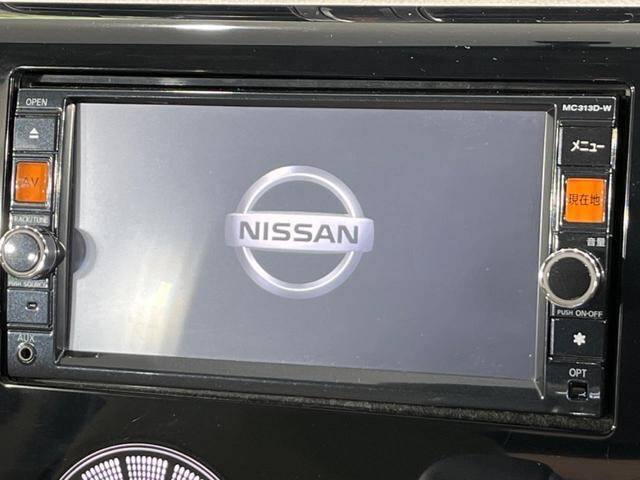 OPEN
MC313D-W
メニュー
AV
現在地
TRACK/TUNE
音量
NISSAN
PUSH SOURCE
PUSH ON-OFF
AUX
OPT